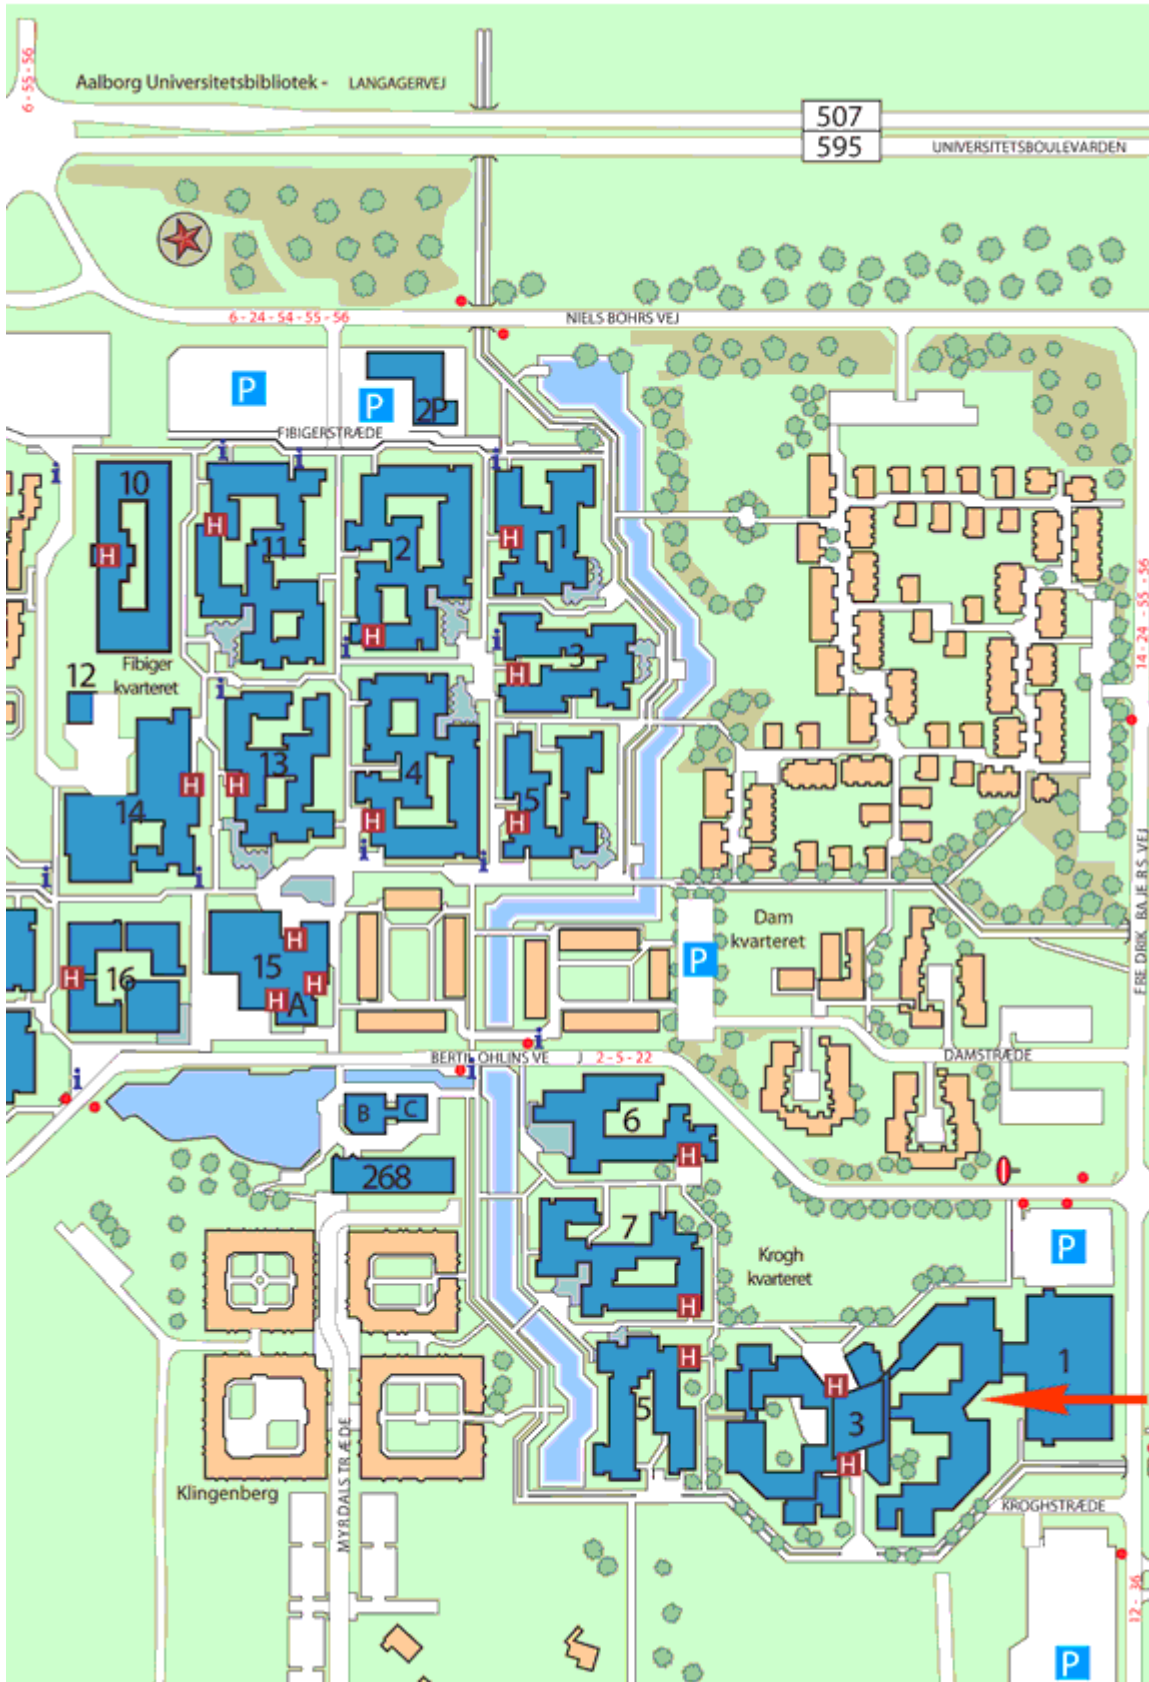 6 - 55 - 56
Aalborg Universitetsbibliotek - LANGAGERVEJ
507
595
UNIVERSITETSBOULEVARDEN
6 - 24 - 54 - 55 - 56
NIELS BOHRS VEJ
P
P
2P
FIBIGERSTRÆDE
i
i
i
i
10
11
2
1
H
H
H
H
H
H
3
i
i
14 - 24 - 55 - 56
Fibiger
kvarteret
12
i
13
4
5
14
H
H
H
H
i
i
i
i
FREDRIK BAJERS VEJ
Dam
kvarteret
P
15
16
A
H
H
H
H
i
BERTIL OHLINS VE J 2 - 5 - 22
DAMSTRÆDE
i
i
B
C
6
H
268
7
H
Krogh
kvarteret
P
H
5
H
3
H
1
Klingenberg
MYRDALSTRÆDE
KROGHSTRÆDE
12 - 36
P